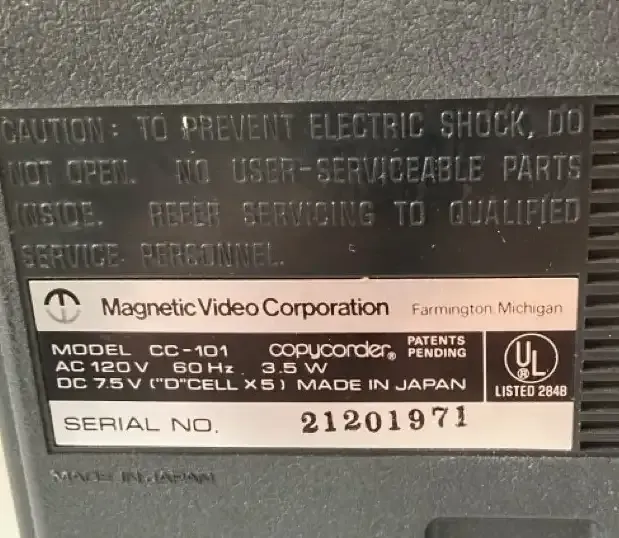 CAUTION: TO PREVENT ELECTRIC SHOCK, DO
NOT OPEN. NO USER-SERVICEABLE PARTS
INSIDE. REFER SERVICING TO QUALIFIED
SERVICE PERSONNEL.
Magnetic Video Corporation Farmington, Michigan
MODEL CC-101 copycorder® PATENTS PENDING
AC 120V 60Hz. 3.5W
DC 7.5V ("D"CELL X5) MADE IN JAPAN
UL ®
LISTED 284B
SERIAL NO. 21201971
MADE IN JAPAN